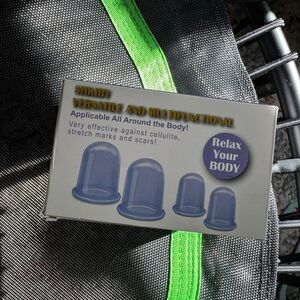 VERSATILE AND MULTIFUNCTIONAL
Applicable All Around the Body!
Very effective against cellulite,
stretch marks and scars!
Relax
Your
BODY